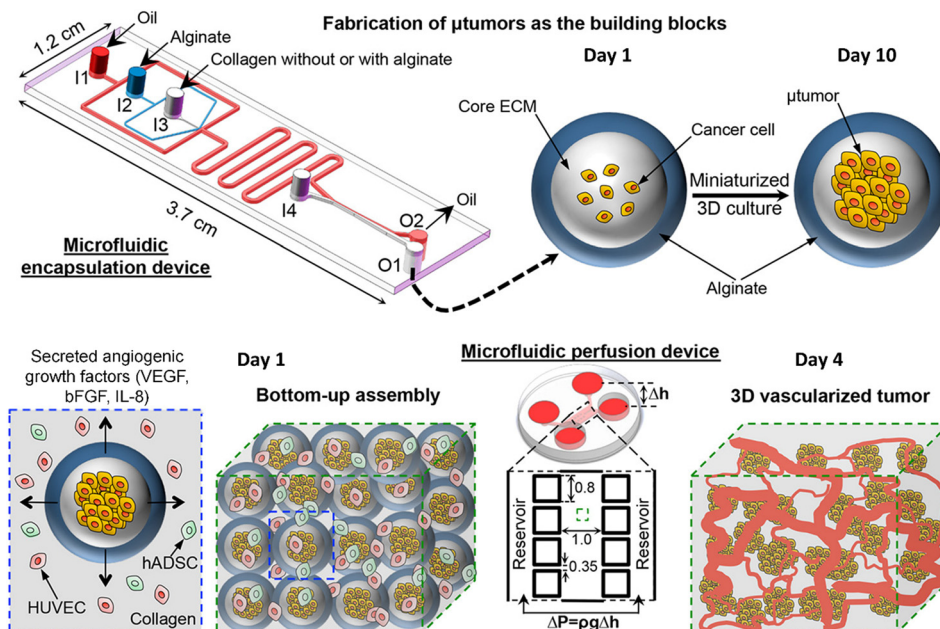 Fabrication of µtumors as the building blocks
1.2 cm
Oil
Alginate
Collagen without or with alginate
I1
I2
I3
I4
O2
O1
Oil
3.7 cm
Microfluidic
encapsulation device
Day 1
Day 10
Core ECM
Cancer cell
µtumor
Miniaturized
3D culture
Alginate
Secreted angiogenic
growth factors (VEGF,
bFGF, IL-8)
hADSC
HUVEC
Collagen
Day 1
Bottom-up assembly
Microfluidic perfusion device
Δh
Reservoir
0.8
1.0
0.35
Reservoir
ΔP=ρgΔh
Day 4
3D vascularized tumor